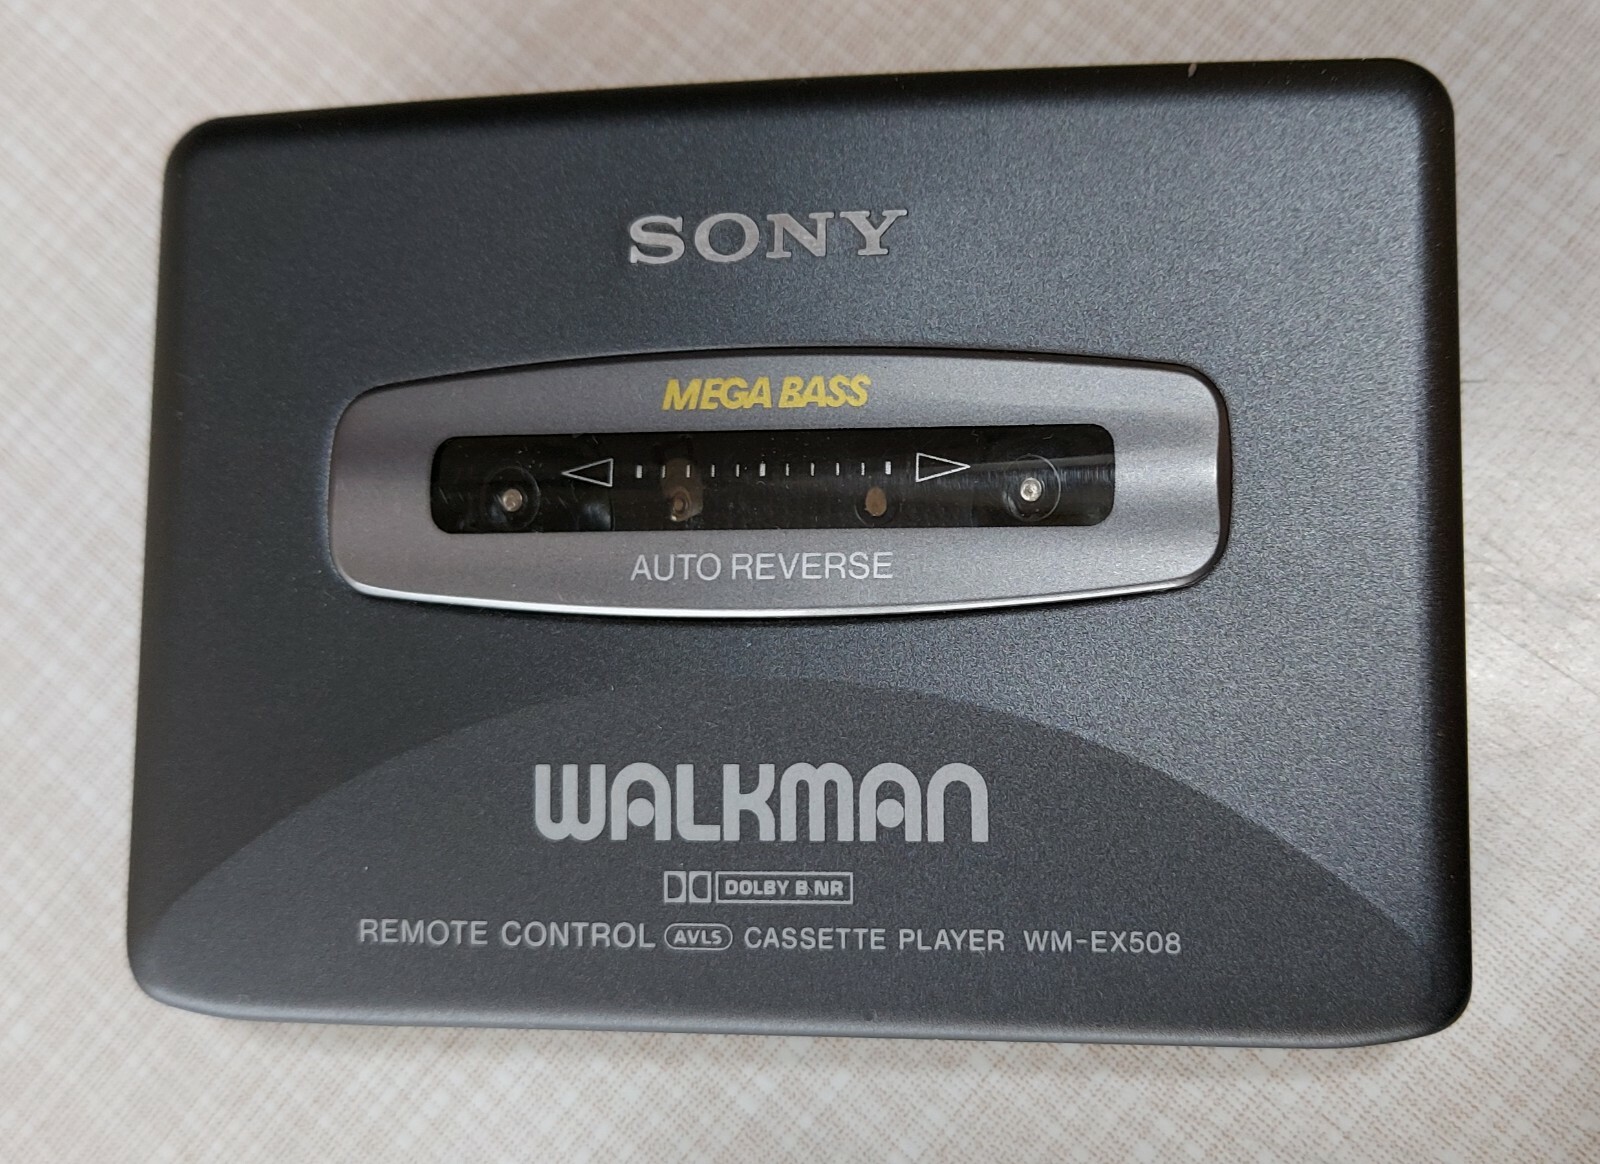 SONY
MEGA BASS
AUTO REVERSE
WALKMAN
DOLBY B NR
REMOTE CONTROL AVLS CASSETTE PLAYER WM-EX508